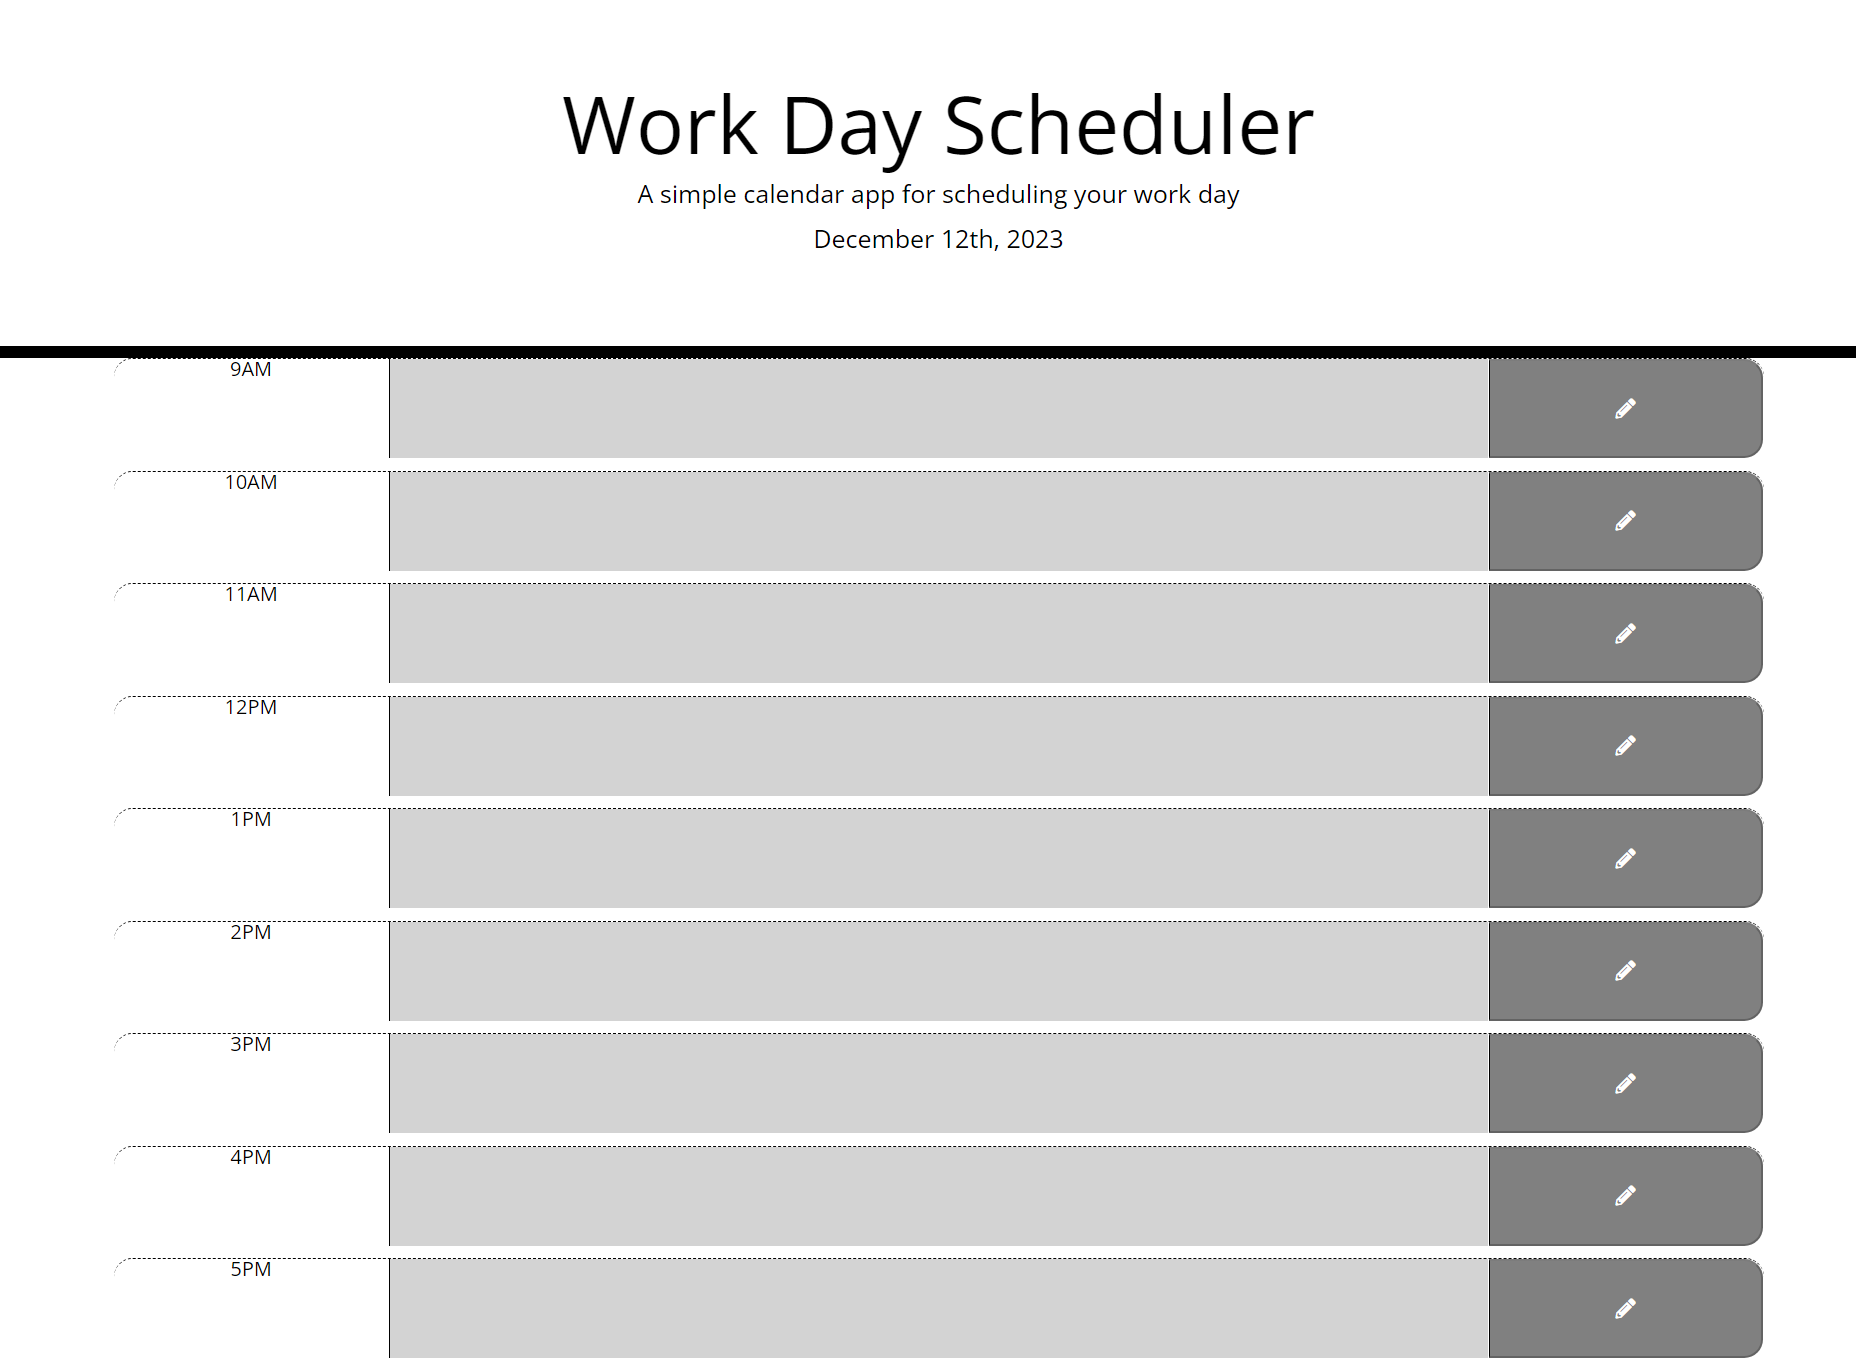 Work Day Scheduler
A simple calendar app for scheduling your work day
December 12th, 2023
9AM
10AM
11AM
12PM
1PM
2PM
3PM
4PM
5PM